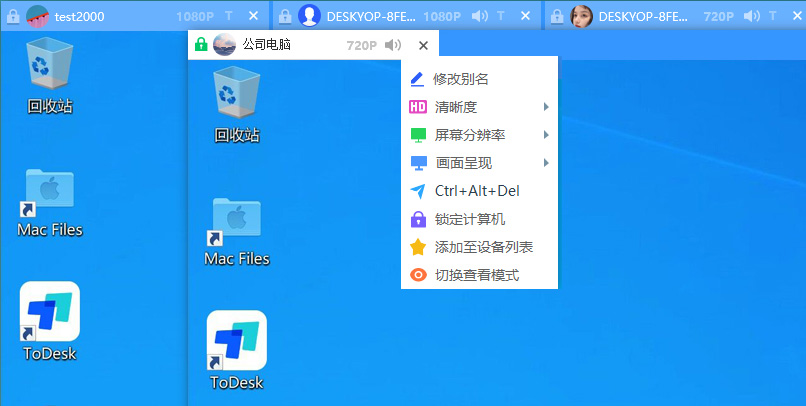 test2000 1080P T
DESKYOP-8FE... 1080P T
DESKYOP-8FE... 720P T
公司电脑 720P
回收站
Mac Files
ToDesk
回收站
Mac Files
ToDesk
修改别名
HD 清晰度
屏幕分辨率
画面呈现
Ctrl+Alt+Del
锁定计算机
添加至设备列表
切换查看模式